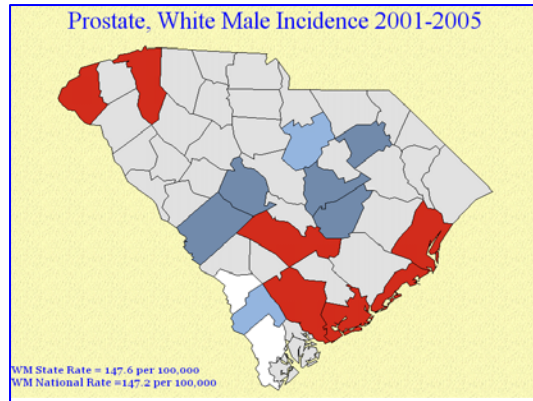 Prostate, White Male Incidence 2001-2005
WM State Rate = 147.6 per 100,000
WM National Rate =147.2 per 100,000